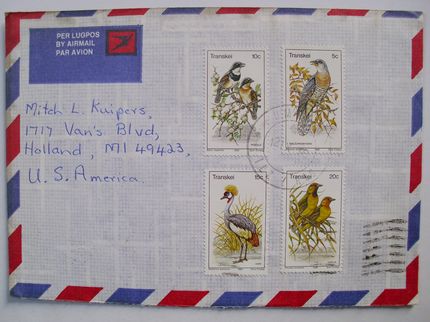 PER LUGPOS
BY AIRMAIL
PAR AVION
Transkei 10c
Transkei 5c
Mitch L. Kuipers,
1717 Van's Blvd,
Holland, MI 49423,
U.S. America
Transkei 15c
Transkei 20c